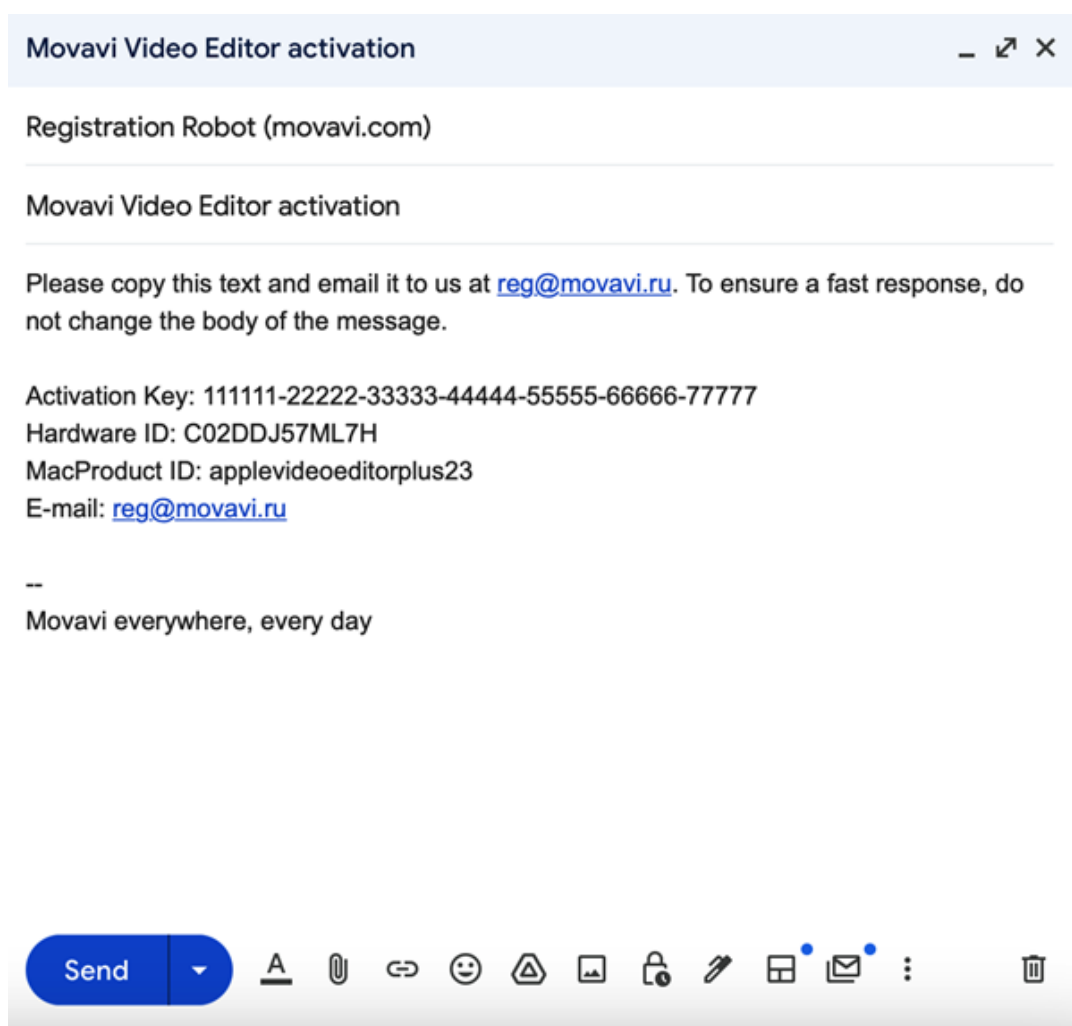 Movavi Video Editor activation
Registration Robot (movavi.com)
Movavi Video Editor activation
Please copy this text and email it to us at reg@movavi.ru. To ensure a fast response, do
not change the body of the message.
Activation Key: 111111-22222-33333-44444-55555-66666-77777
Hardware ID: C02DDJ57ML7H
MacProduct ID: applevideoeditorplus23
E-mail: reg@movavi.ru
--
Movavi everywhere, every day
Send